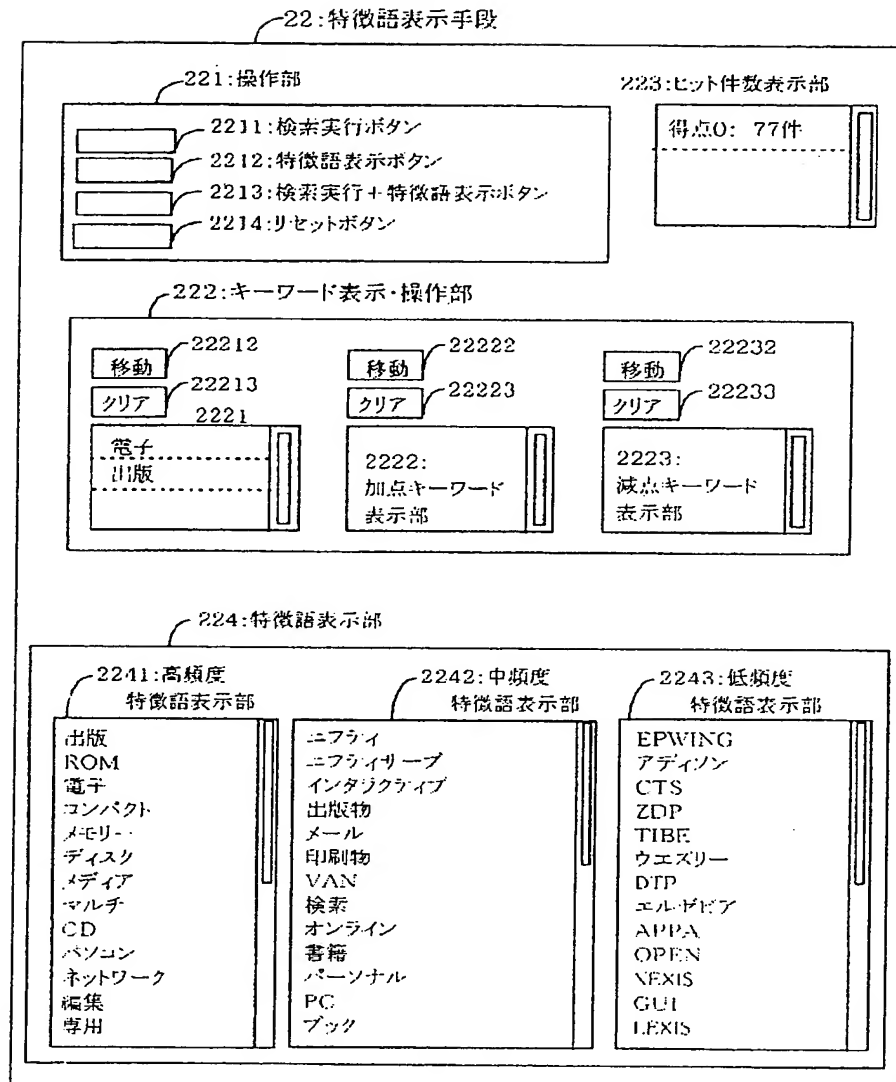 22:特徴語表示手段
221:操作部
2211:検索実行ボタン
2212:特徴語表示ボタン
2213:検索実行+特徴語表示ボタン
2214:リセットボタン
223:ヒット件数表示部
得点0: 77件
222:キーワード表示・操作部
移動
22212
クリア
22213
2221
電子
出版
移動
22222
クリア
22223
2222:
加点キーワード
表示部
移動
22232
クリア
22233
2223:
減点キーワード
表示部
224:特徴語表示部
2241:高頻度
特徴語表示部
出版
ROM
電子
コンパクト
メモリー
ディスク
メディア
マルチ
CD
パソコン
ネットワーク
編集
専用
2242:中頻度
特徴語表示部
ニフティ
ニフティサーブ
インタラクティブ
出版物
メール
印刷物
VAN
検索
オンライン
書籍
パーソナル
PC
ブック
2243:低頻度
特徴語表示部
EPWING
アディソン
CTS
ZDP
TIBE
ウエズリー
DTP
エルゼビア
APPA
OPEN
NEXIS
GUI
LEXIS